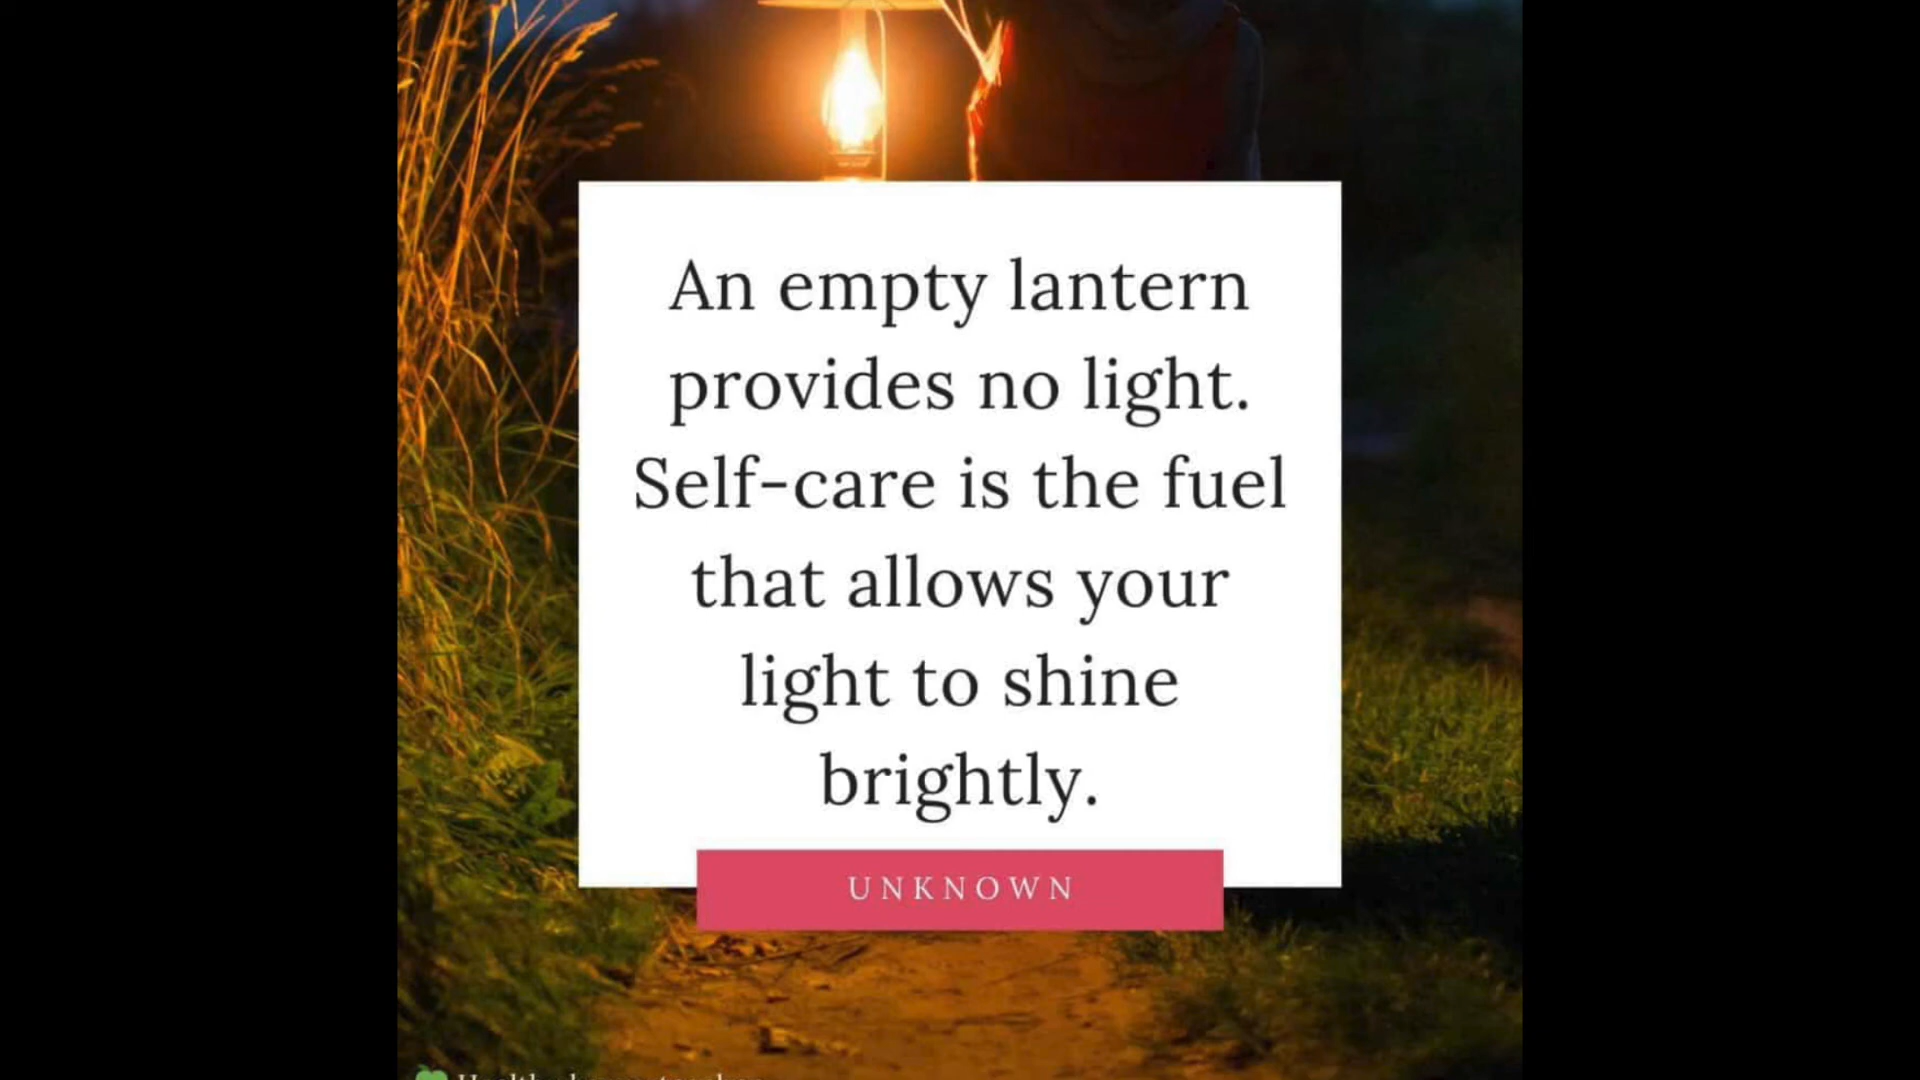 An empty lantern
provides no light.
Self-care is the fuel
that allows your
light to shine
brightly.
UNKNOWN